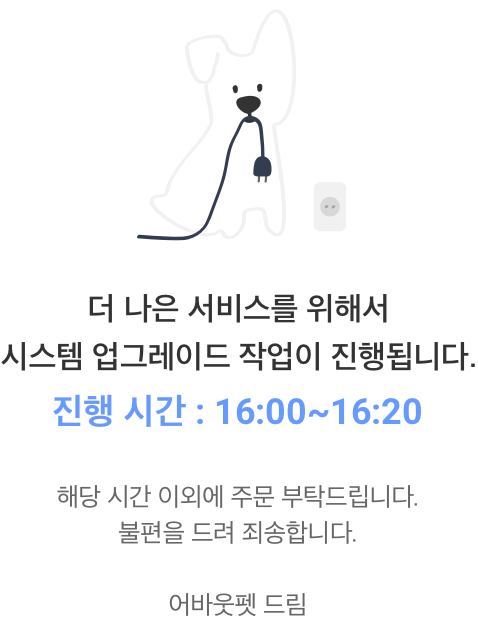 더 나은 서비스를 위해서
시스템 업그레이드 작업이 진행됩니다.
진행 시간 : 16:00~16:20
해당 시간 이외에 주문 부탁드립니다.
불편을 드려 죄송합니다.
어바웃펫 드림